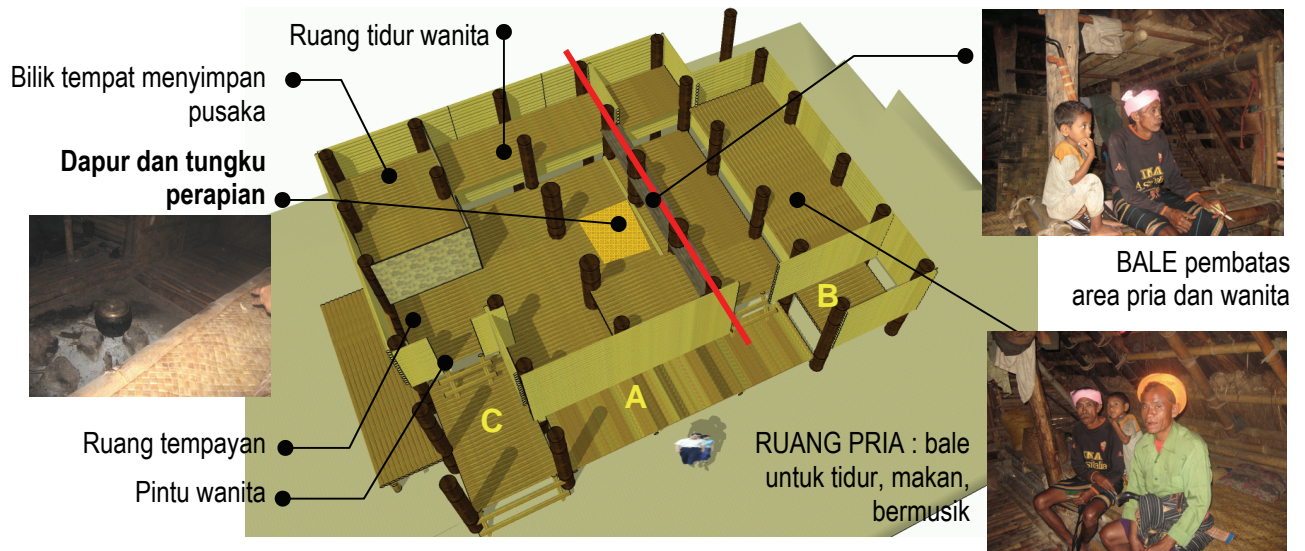 Ruang tidur wanita
Bilik tempat menyimpan
pusaka
Dapur dan tungku
perapian
Ruang tempayan
Pintu wanita
A
B
C
BALE pembatas
area pria dan wanita
RUANG PRIA : bale
untuk tidur, makan,
bermusik